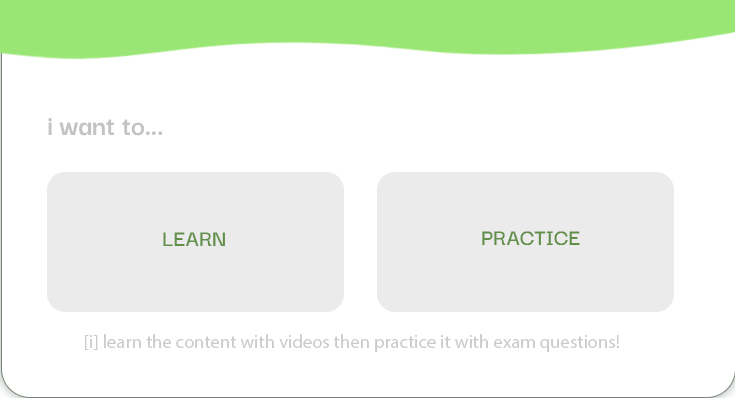 i want to...
LEARN
PRACTICE
[i] learn the content with videos then practice it with exam questions!